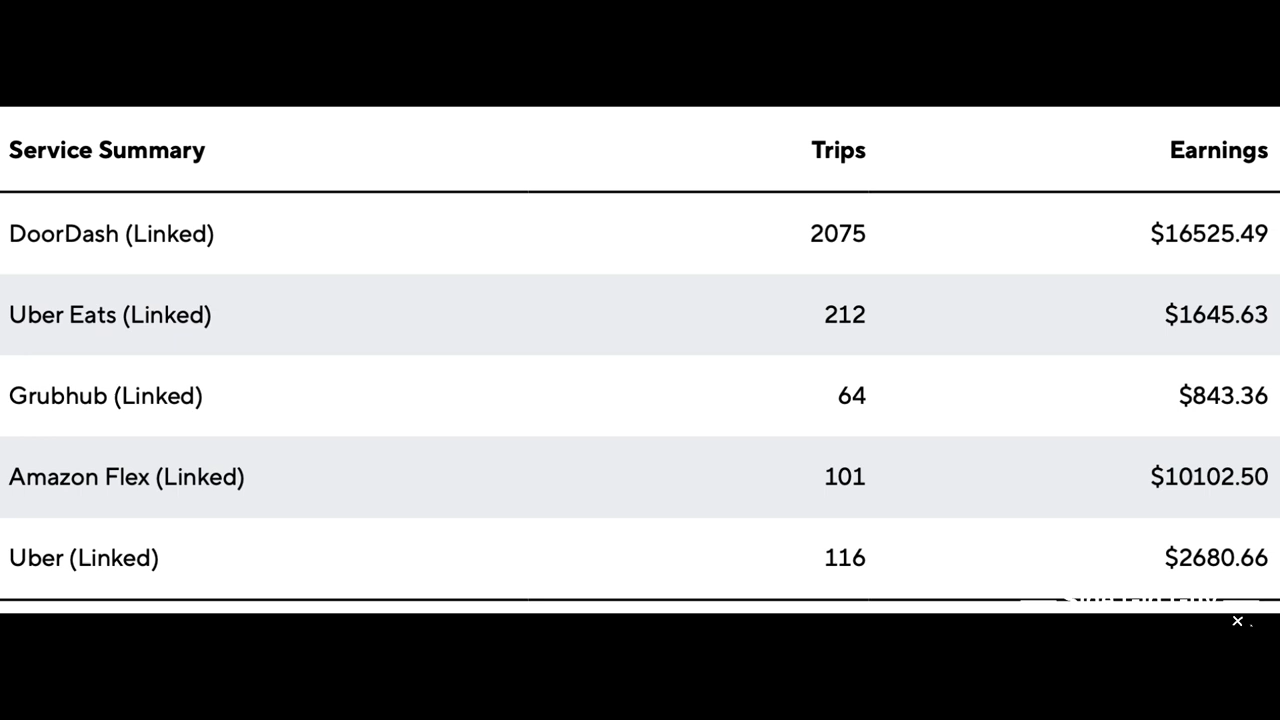 Service Summary Trips Earnings
DoorDash (Linked) 2075 $16525.49
Uber Eats (Linked) 212 $1645.63
Grubhub (Linked) 64 $843.36
Amazon Flex (Linked) 101 $10102.50
Uber (Linked) 116 $2680.66